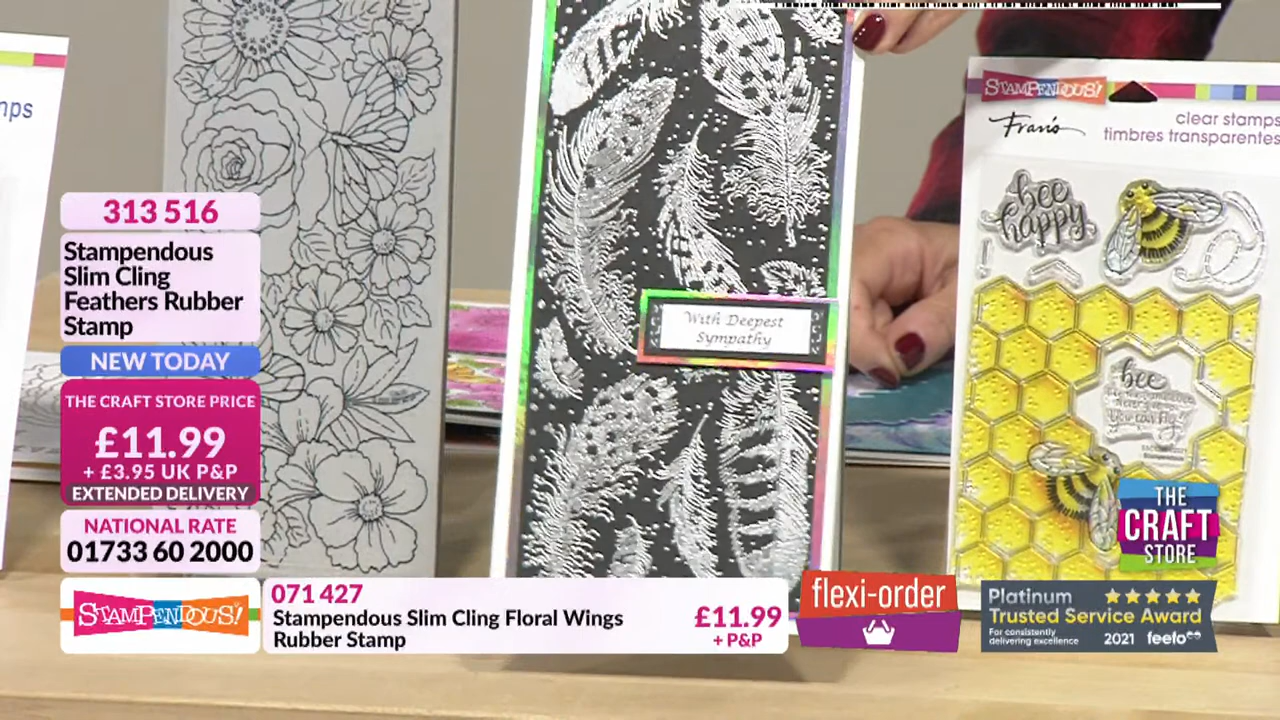 mps
313 516
Stampendous
Slim Cling
Feathers Rubber
Stamp
NEW TODAY
THE CRAFT STORE PRICE
£11.99
+ £3.95 UK P&P
EXTENDED DELIVERY
NATIONAL RATE
01733 60 2000
With Deepest
Sympathy
STAMPENDOUS!
Fran's
clear stamps
timbres transparentes
bee
happy
bee
you can fly!
THE
CRAFT
STORE
STAMPENDOUS!
071 427
Stampendous Slim Cling Floral Wings
Rubber Stamp
£11.99
+ P&P
flexi-order
Platinum
Trusted Service Award
For consistently
delivering excellence
2021 feefo